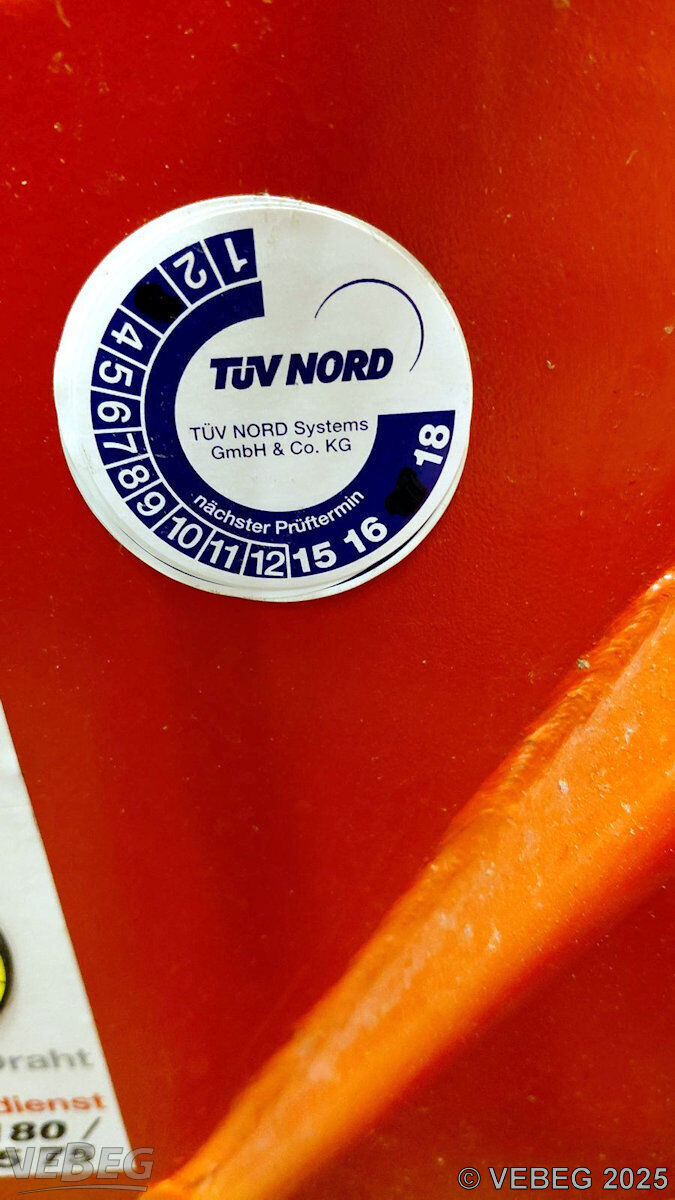 1
2
4
5
6
7
8
9
10
11
12
15
16
18
TÜV NORD
TÜV NORD Systems
GmbH & Co. KG
nächster Prüftermin
Draht
dienst
180 /
VEBEG
© VEBEG 2025